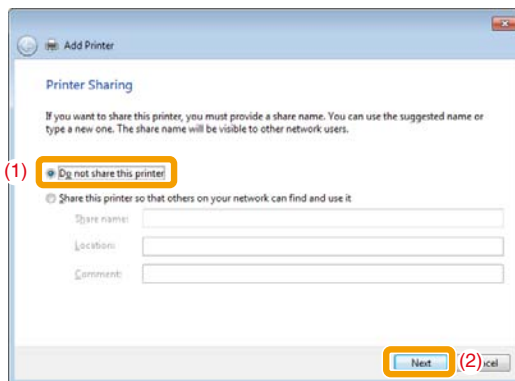 Add Printer
Printer Sharing
If you want to share this printer, you must provide a share name. You can use the suggested name or
type a new one. The share name will be visible to other network users.
(1) Do not share this printer
Share this printer so that others on your network can find and use it
Share name:
Location:
Comment:
Next (2)